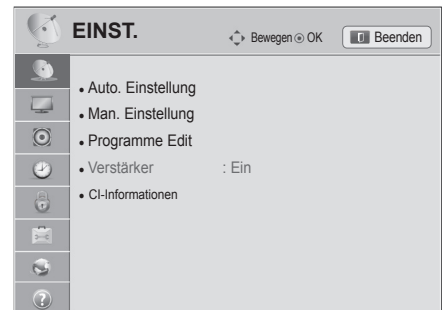 EINST.
Bewegen OK
Beenden
• Auto. Einstellung
• Man. Einstellung
• Programme Edit
• Verstärker : Ein
• CI-Informationen
?